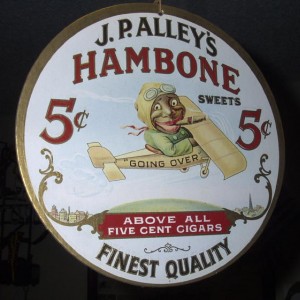 J.P. ALLEY'S
HAMBONE
SWEETS
5¢ 5¢
"GOING OVER"
ABOVE ALL
FIVE CENT CIGARS
FINEST QUALITY